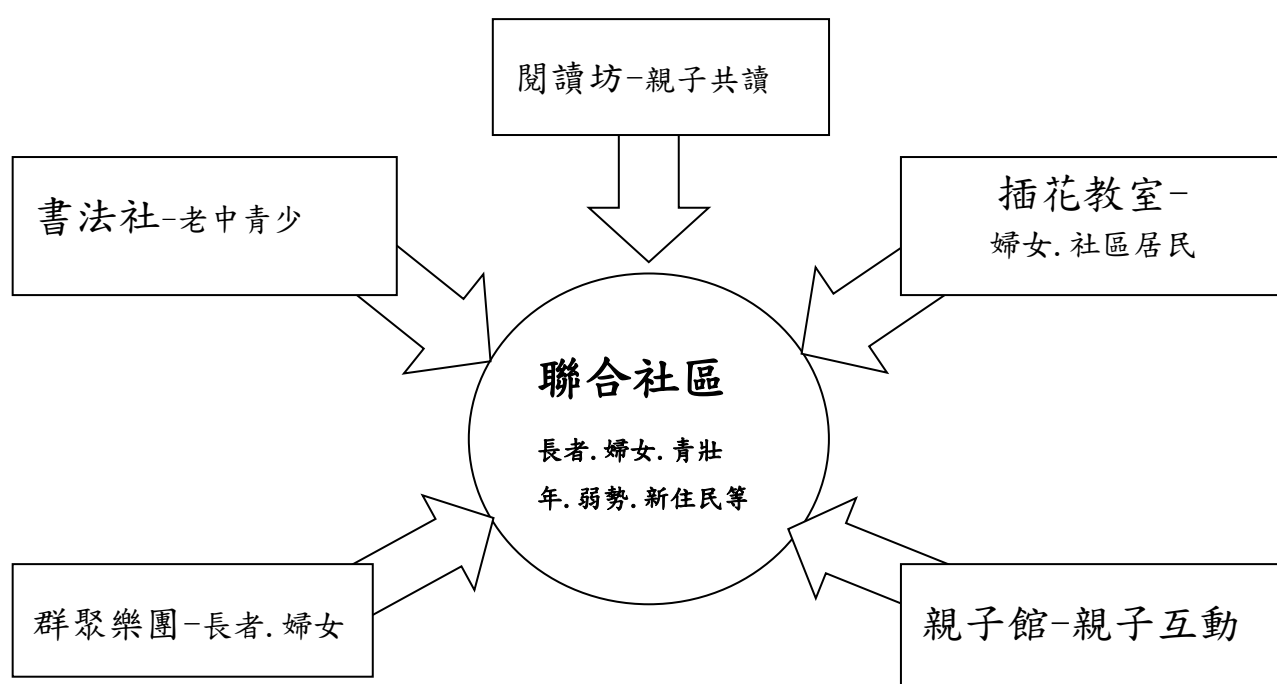 閱讀坊-親子共讀
書法社-老中青少
插花教室-
婦女.社區居民
聯合社區
長者.婦女.青壯
年.弱勢.新住民等
群聚樂團-長者.婦女
親子館-親子互動